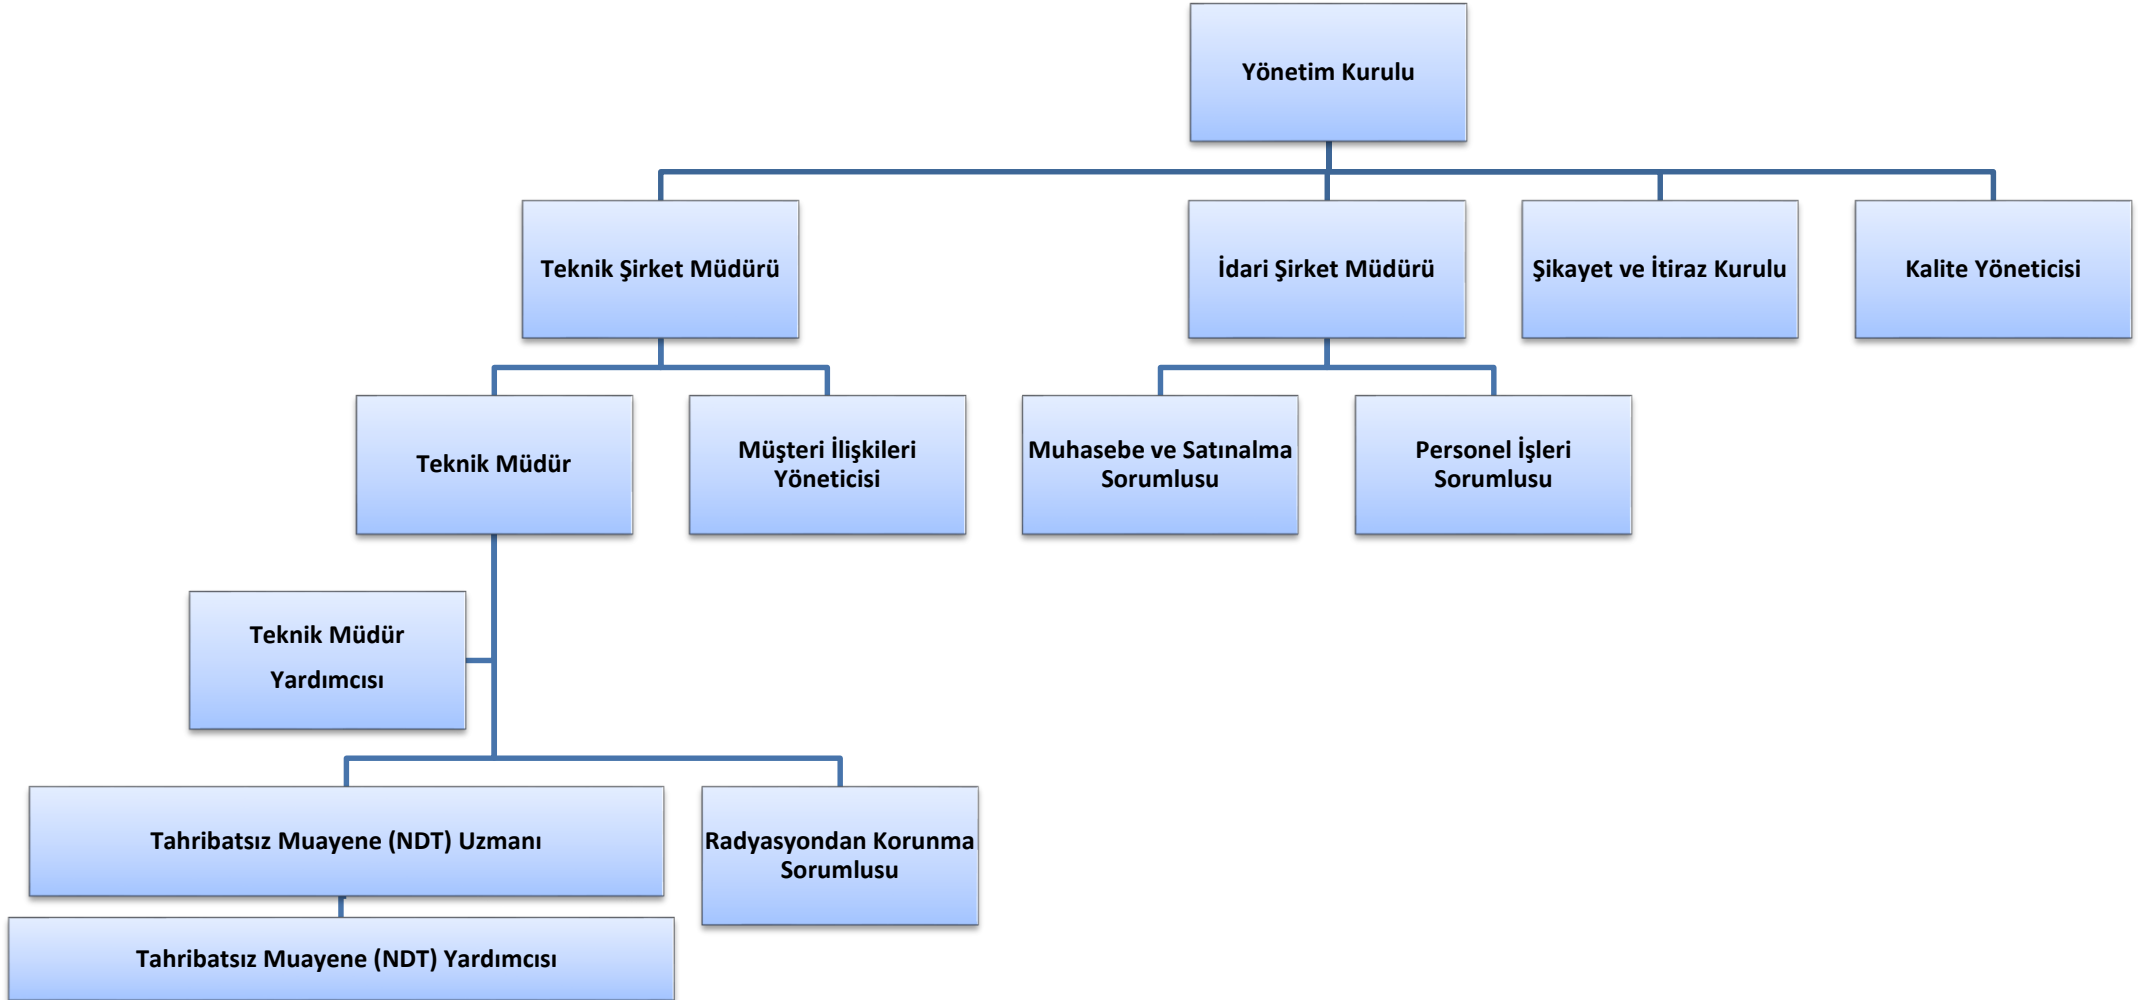 Yönetim Kurulu
Teknik Şirket Müdürü
İdari Şirket Müdürü
Şikayet ve İtiraz Kurulu
Kalite Yöneticisi
Teknik Müdür
Müşteri İlişkileri
Yöneticisi
Muhasebe ve Satınalma
Sorumlusu
Personel İşleri
Sorumlusu
Teknik Müdür
Yardımcısı
Tahribatsız Muayene (NDT) Uzmanı
Radyasyondan Korunma
Sorumlusu
Tahribatsız Muayene (NDT) Yardımcısı